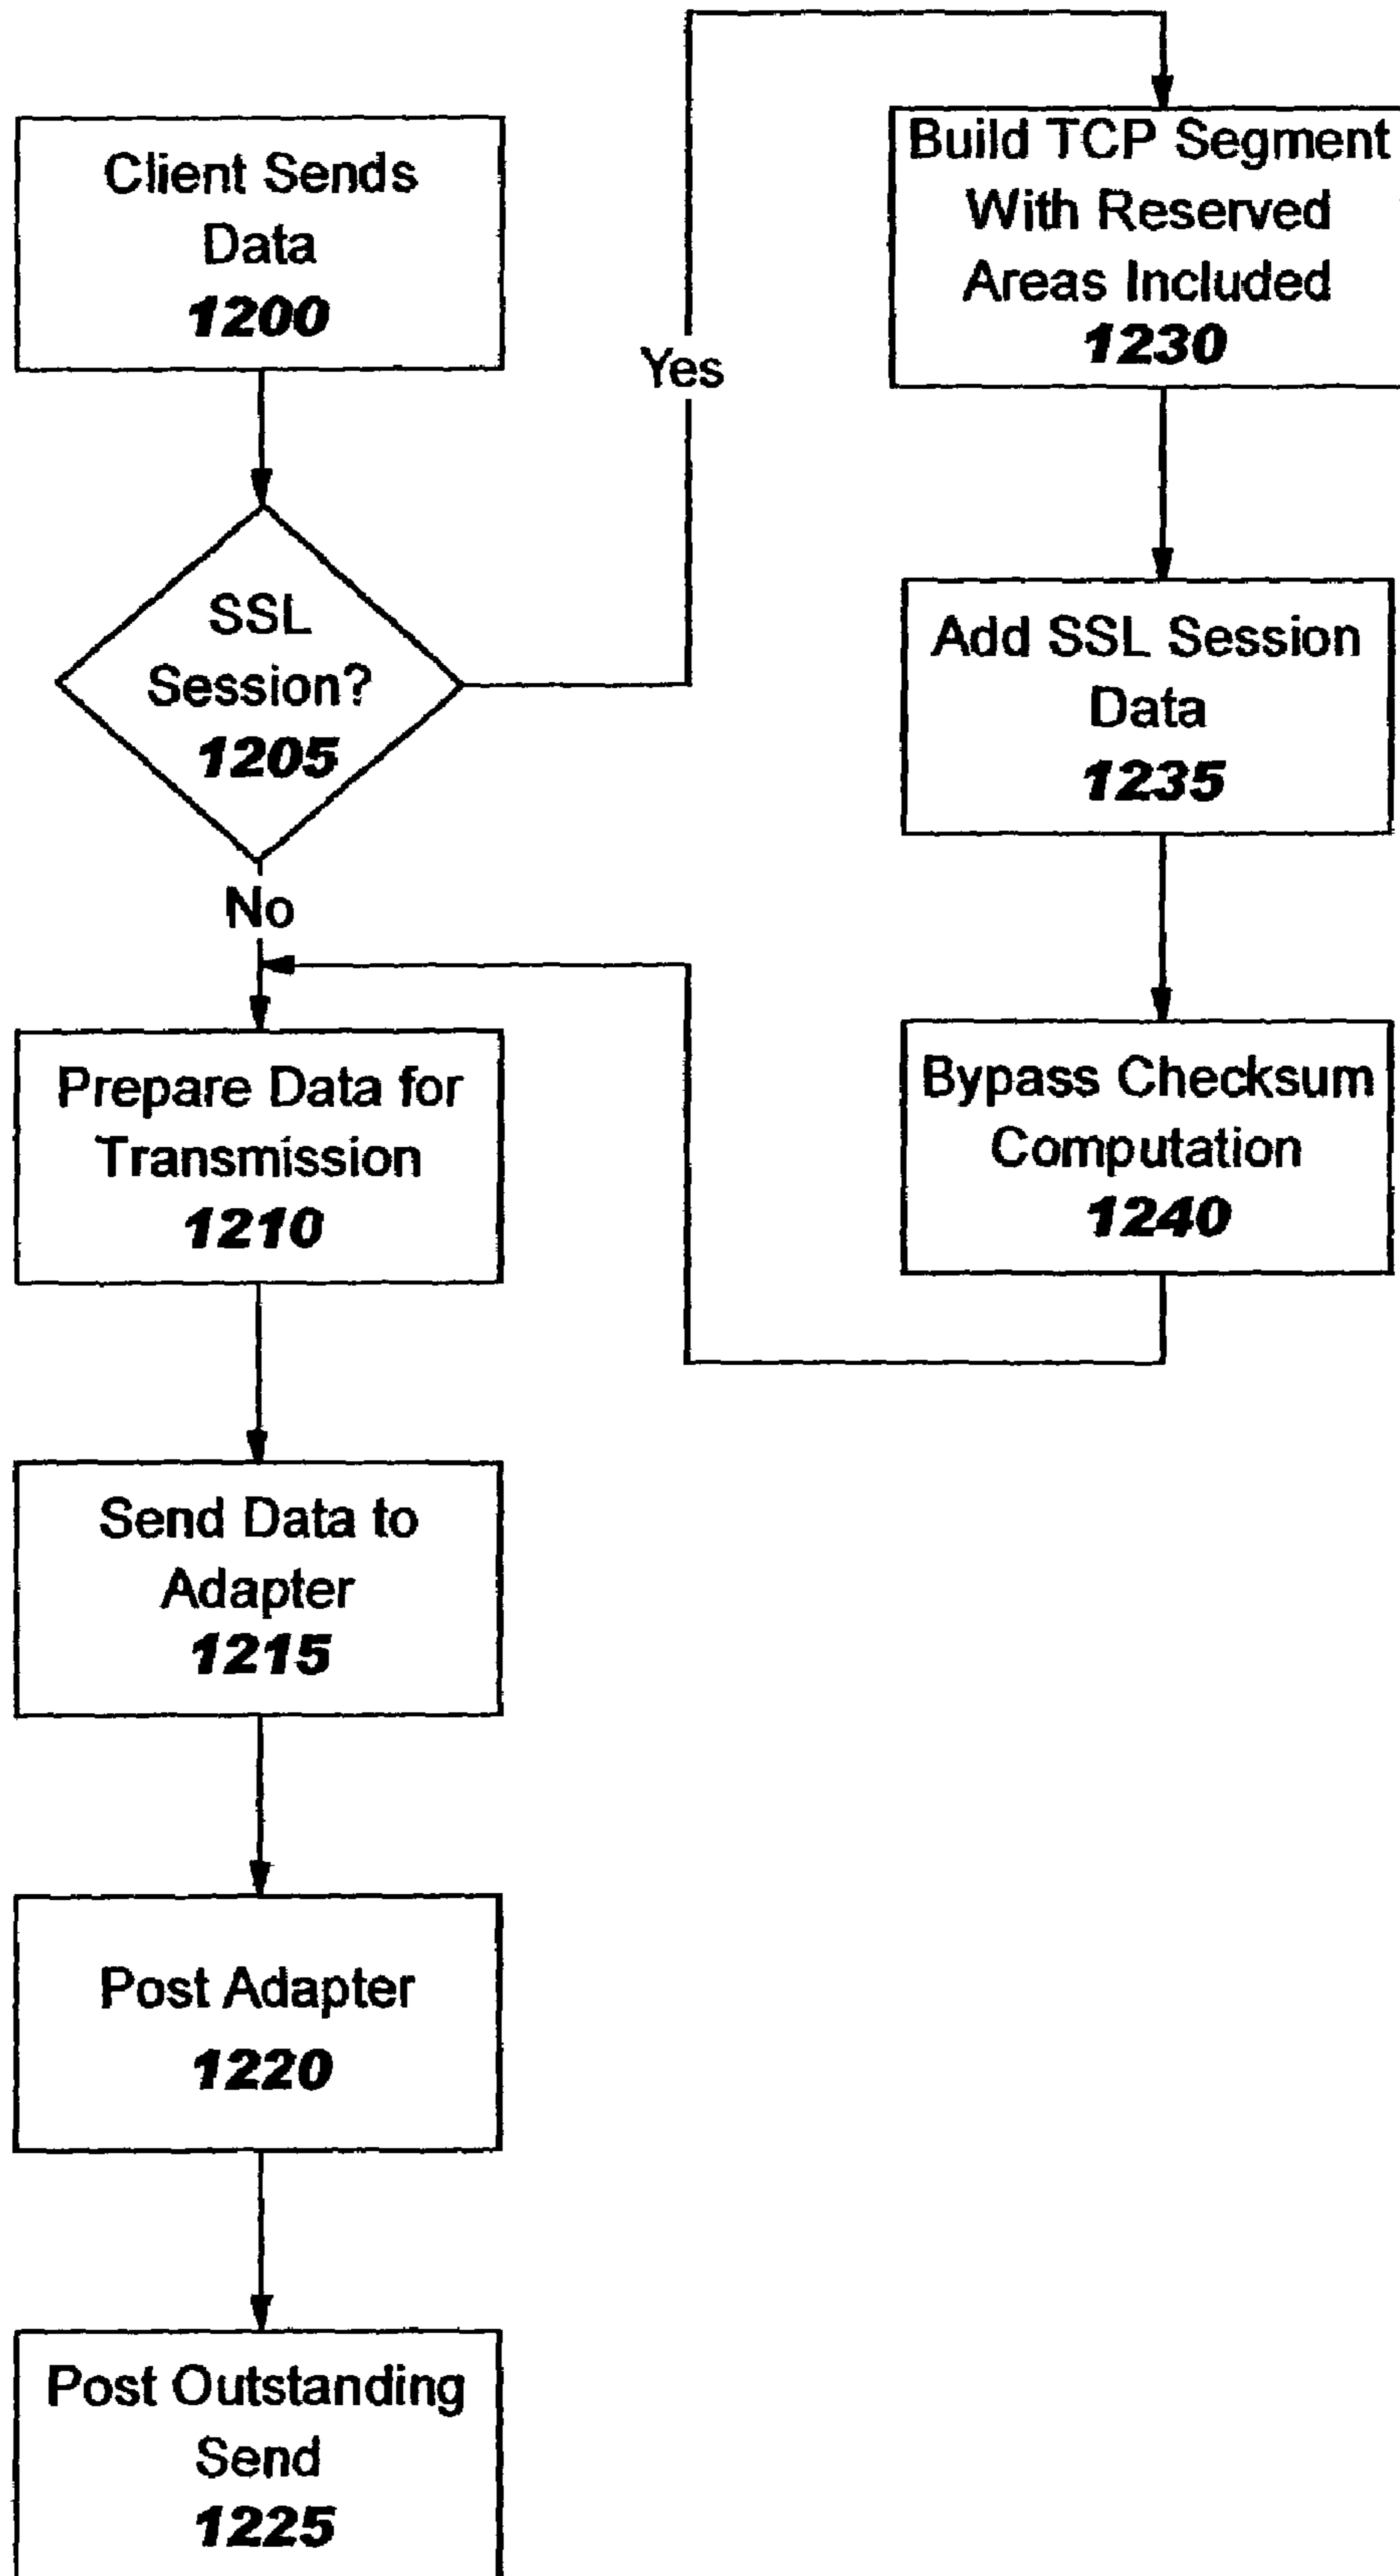 Client Sends
Data
1200
SSL
Session?
1205
Yes
No
Build TCP Segment
With Reserved
Areas Included
1230
Add SSL Session
Data
1235
Bypass Checksum
Computation
1240
Prepare Data for
Transmission
1210
Send Data to
Adapter
1215
Post Adapter
1220
Post Outstanding
Send
1225